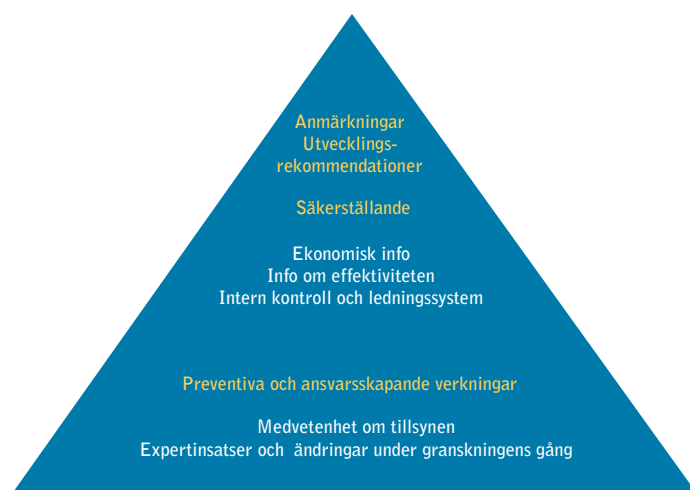 Anmärkningar
Utvecklings-
rekommendationer
Säkerställande
Ekonomisk info
Info om effektiviteten
Intern kontroll och ledningssystem
Preventiva och ansvarsskapande verkningar
Medvetenhet om tillsynen
Expertinsatser och ändringar under granskningens gång